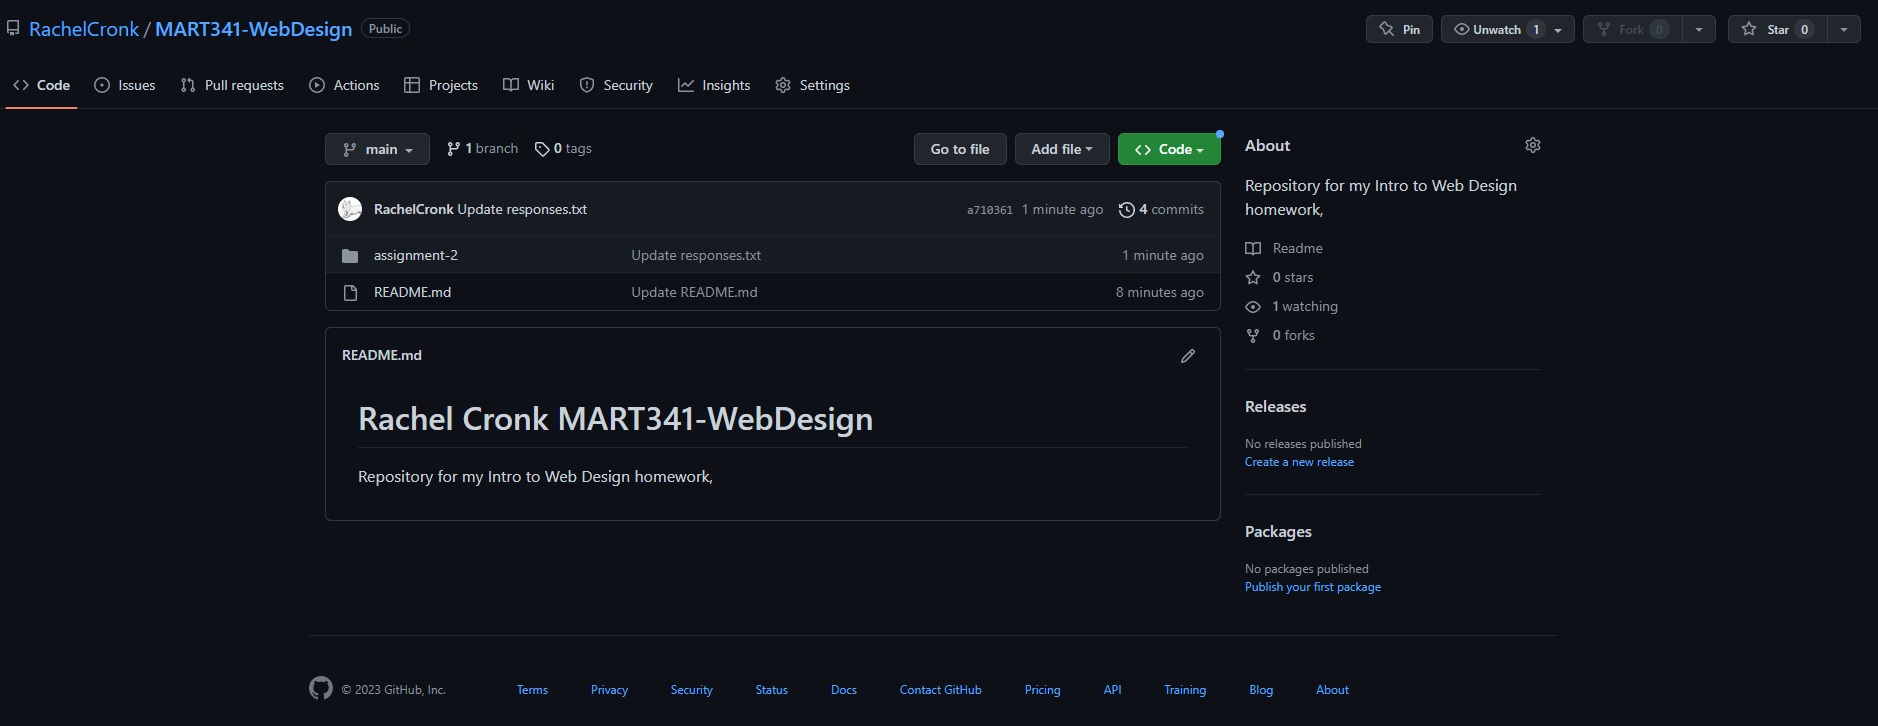 RachelCronk / MART341-WebDesign Public
Pin Unwatch 1 Fork 0 Star 0
Code Issues Pull requests Actions Projects Wiki Security Insights Settings
main 1 branch 0 tags Go to file Add file Code
RachelCronk Update responses.txt a710361 1 minute ago 4 commits
assignment-2 Update responses.txt 1 minute ago
README.md Update README.md 8 minutes ago
README.md
Rachel Cronk MART341-WebDesign
Repository for my Intro to Web Design homework,
About
Repository for my Intro to Web Design
homework,
Readme
0 stars
1 watching
0 forks
Releases
No releases published
Create a new release
Packages
No packages published
Publish your first package
© 2023 GitHub, Inc. Terms Privacy Security Status Docs Contact GitHub Pricing API Training Blog About